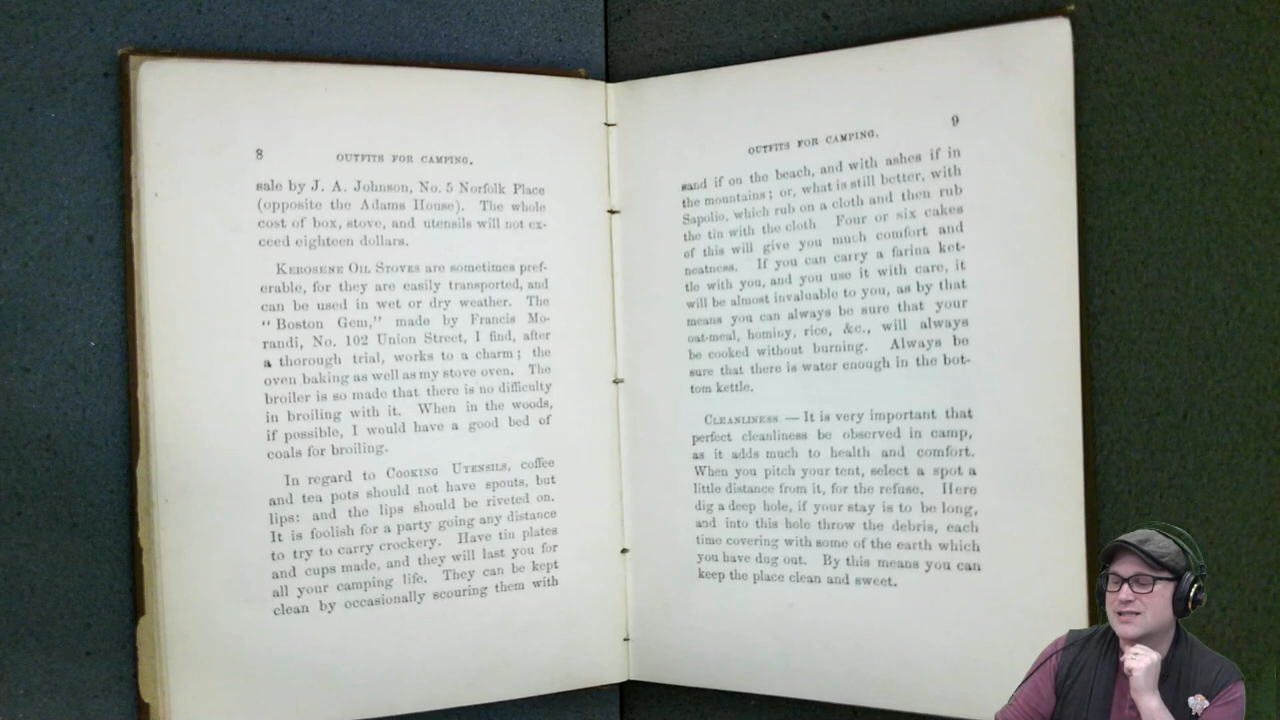 8
OUTFITS FOR CAMPING.
sale by J. A. Johnson, No. 5 Norfolk Place
(opposite the Adams House). The whole
cost of box, stove, and utensils will not ex-
ceed eighteen dollars.
KEROSENE OIL STOVES are sometimes pref-
erable, for they are easily transported, and
can be used in wet or dry weather. The
"Boston Gem," made by Francis Mo-
randi, No. 102 Union Street, I find, after
a thorough trial, works to a charm; the
oven baking as well as my stove oven. The
broiler is so made that there is no difficulty
in broiling with it. When in the woods,
if possible, I would have a good bed of
coals for broiling.
In regard to COOKING UTENSILS, coffee
and tea pots should not have spouts, but
lips: and the lips should be riveted on.
It is foolish for a party going any distance
to try to carry crockery. Have tin plates
and cups made, and they will last you for
all your camping life. They can be kept
clean by occasionally scouring them with
OUTFITS FOR CAMPING.
9
sand if on the beach, and with ashes if in
the mountains; or, what is still better, with
Sapolio, which rub on a cloth and then rub
the tin with the cloth Four or six cakes
of this will give you much comfort and
neatness. If you can carry a farina ket-
tle with you, and you use it with care, it
will be almost invaluable to you, as by that
means you can always be sure that your
oat-meal, hominy, rice, &c., will always
be cooked without burning. Always be
sure that there is water enough in the bot-
tom kettle.
CLEANLINESS. — It is very important that
perfect cleanliness be observed in camp,
as it adds much to health and comfort.
When you pitch your tent, select a spot a
little distance from it, for the refuse. Here
dig a deep hole, if your stay is to be long,
and into this hole throw the debris, each
time covering with some of the earth which
you have dug out. By this means you can
keep the place clean and sweet.